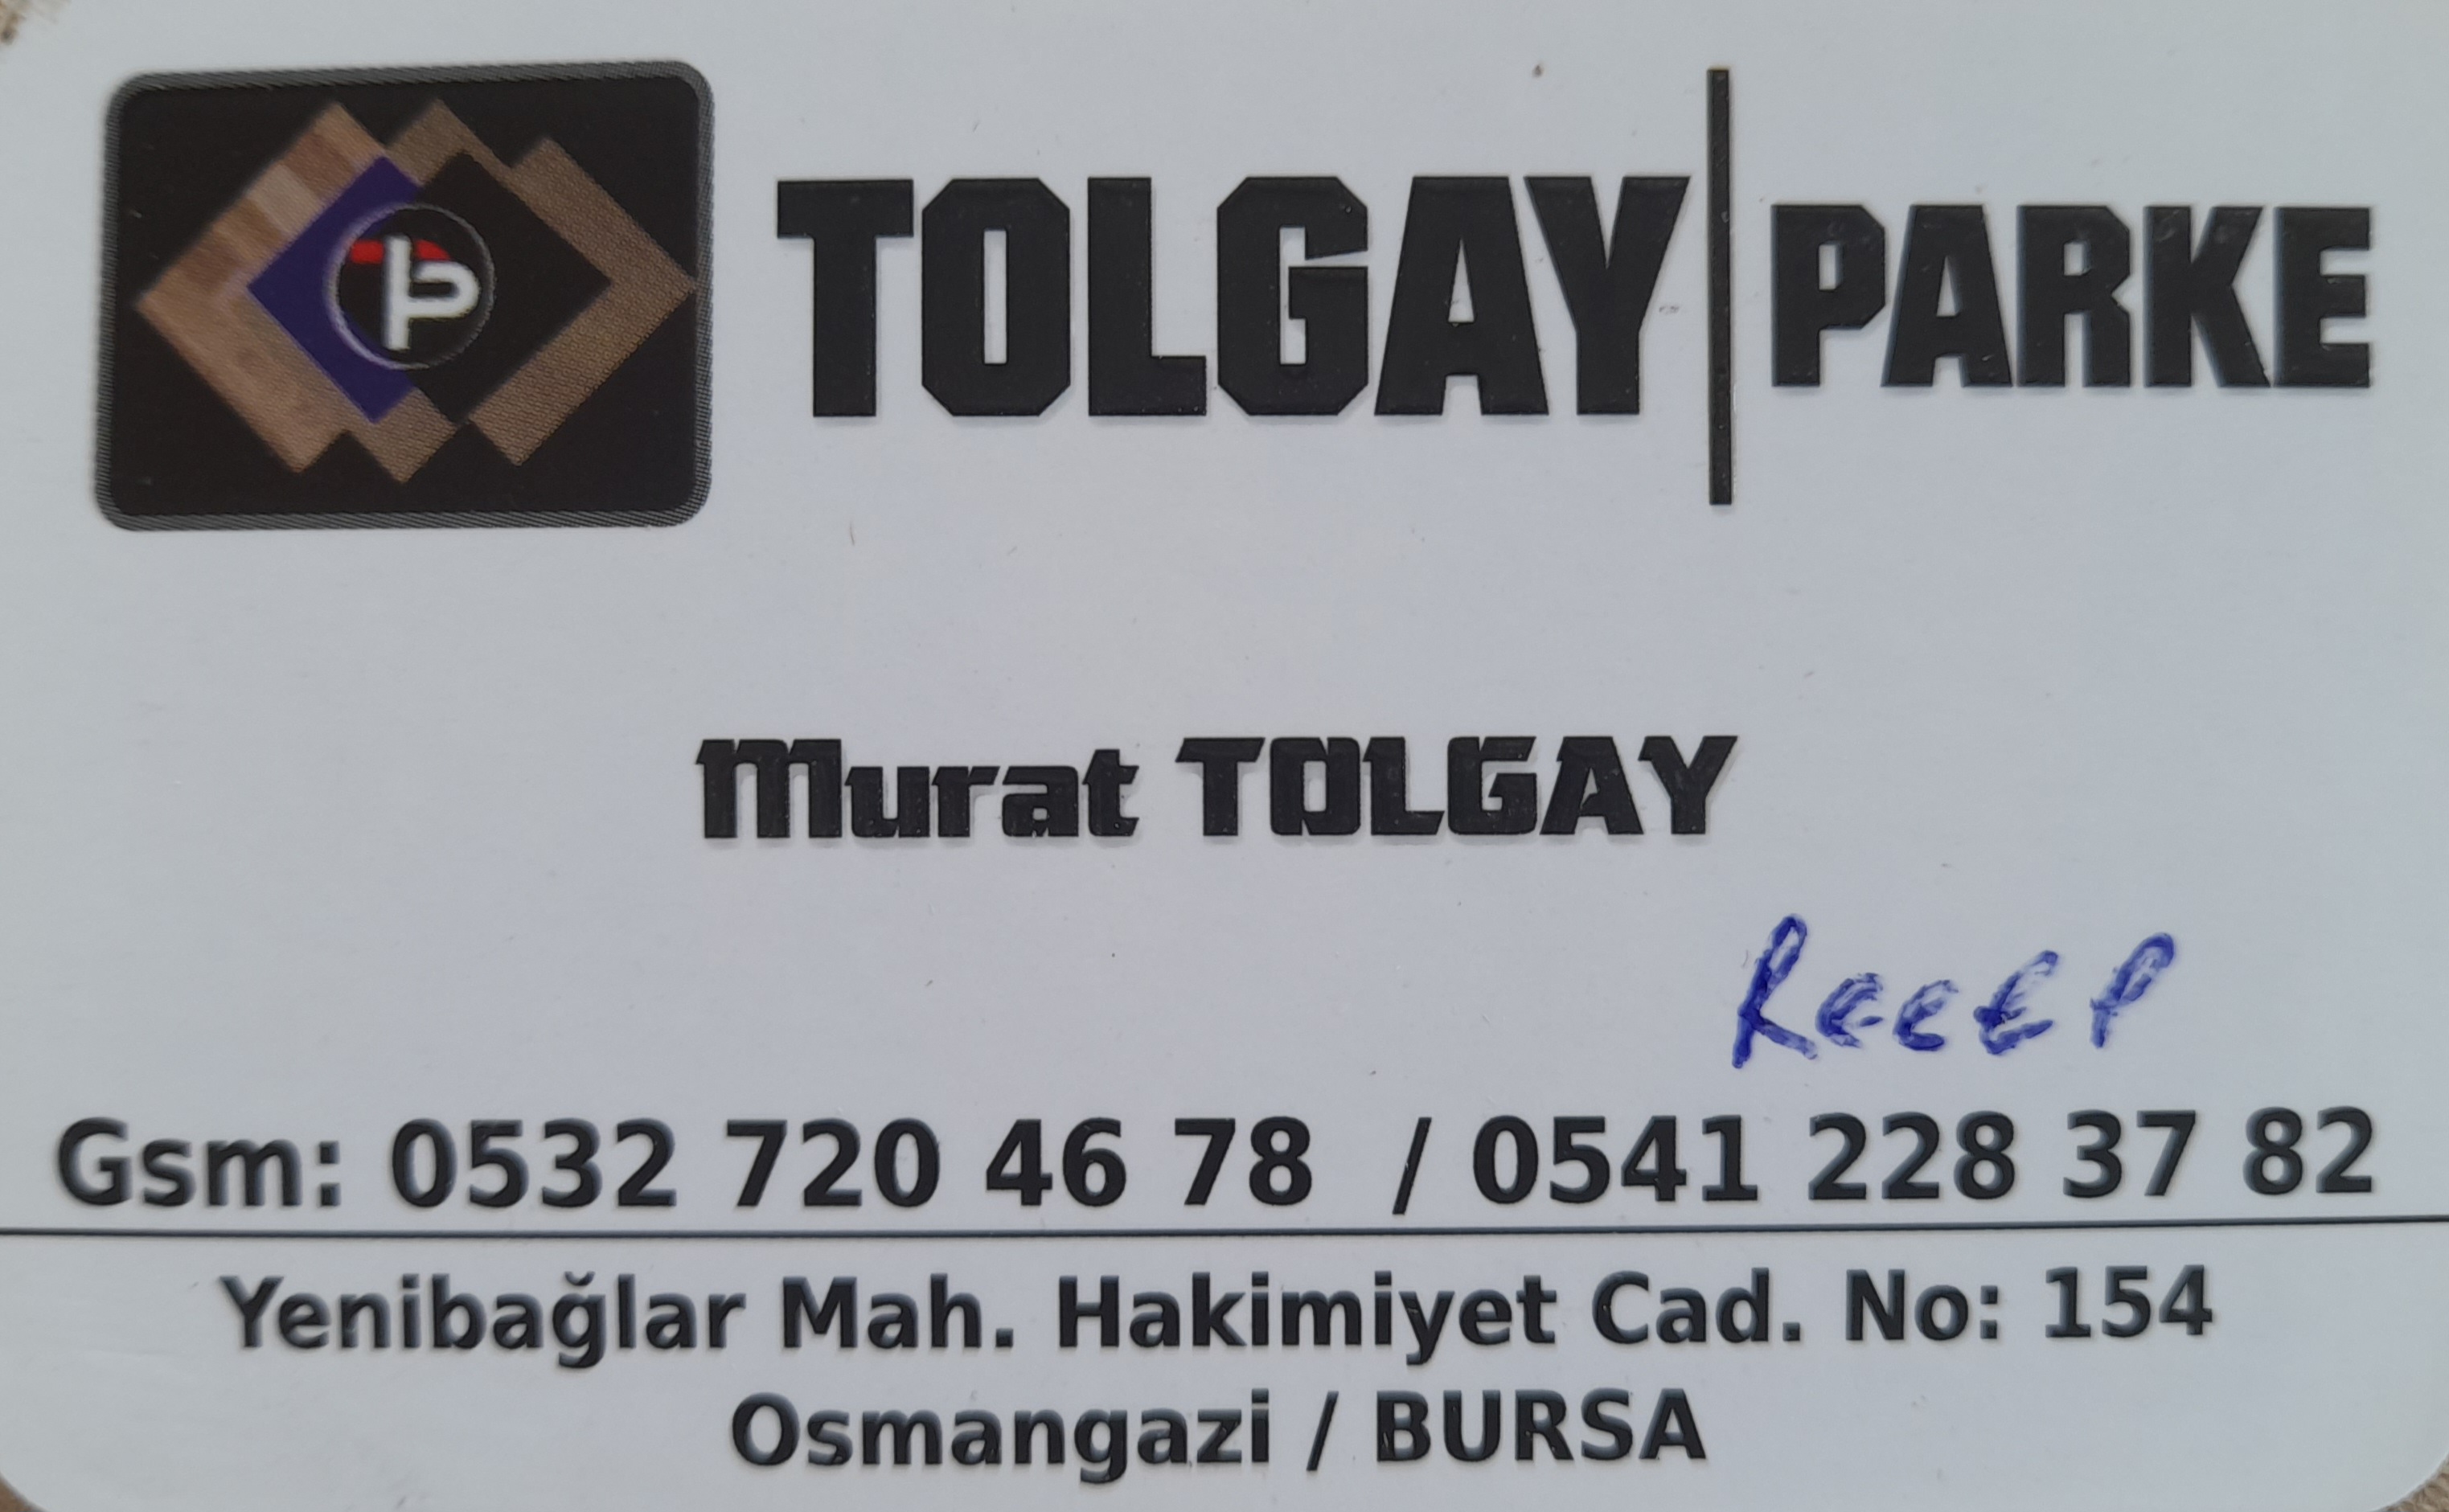 TOLGAY | PARKE
Murat TOLGAY
RECEP
Gsm: 0532 720 46 78 / 0541 228 37 82
Yenibağlar Mah. Hakimiyet Cad. No: 154
Osmangazi / BURSA